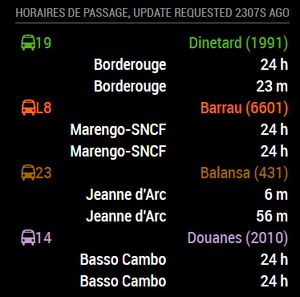 HORAIRES DE PASSAGE, UPDATE REQUESTED 2307S AGO
19 Dinetard (1991)
Borderouge 24 h
Borderouge 23 m
L8 Barrau (6601)
Marengo-SNCF 24 h
Marengo-SNCF 24 h
23 Balansa (431)
Jeanne d'Arc 6 m
Jeanne d'Arc 56 m
14 Douanes (2010)
Basso Cambo 24 h
Basso Cambo 24 h